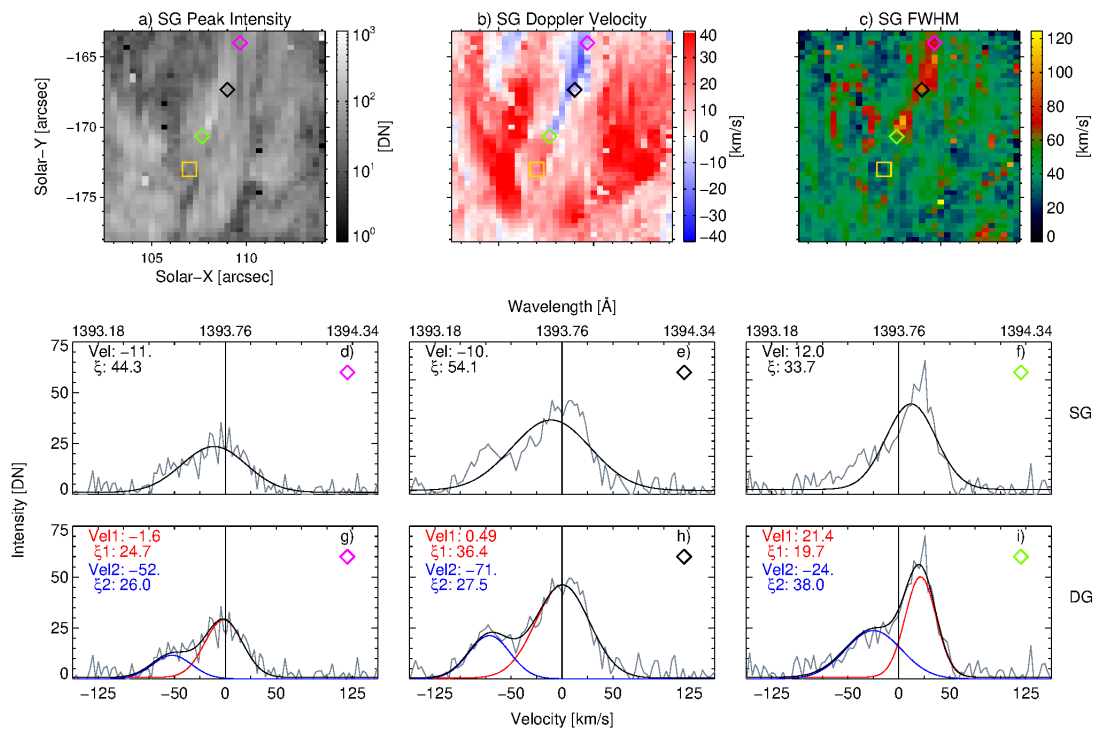 a) SG Peak Intensity
b) SG Doppler Velocity
c) SG FWHM
Solar−Y [arcsec]
−165
−170
−175
105
110
Solar−X [arcsec]
10³
10²
10¹
10⁰
[DN]
40
30
20
10
0
−10
−20
−30
−40
[km/s]
120
100
80
60
40
20
0
[km/s]
Wavelength [Å]
1393.18 1393.76 1394.34
1393.18 1393.76 1394.34
1393.18 1393.76 1394.34
75
50
25
0
Vel: −11.
ξ: 44.3
d)
Vel: −10.
ξ: 54.1
e)
Vel: 12.0
ξ: 33.7
f)
SG
Intensity [DN]
75
50
25
0
Vel1: −1.6
ξ1: 24.7
Vel2: −52.
ξ2: 26.0
g)
Vel1: 0.49
ξ1: 36.4
Vel2: −71.
ξ2: 27.5
h)
Vel1: 21.4
ξ1: 19.7
Vel2: −24.
ξ2: 38.0
i)
DG
−125 −50 0 50 125
−125 −50 0 50 125
−125 −50 0 50 125
Velocity [km/s]